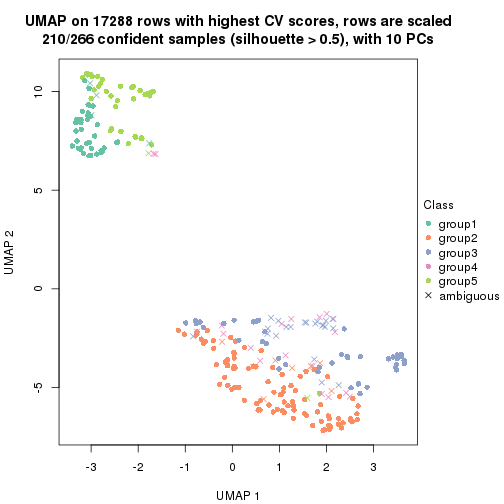 UMAP on 17288 rows with highest CV scores, rows are scaled
210/266 confident samples (silhouette > 0.5), with 10 PCs
10
5
0
-5
UMAP 2
-3
-2
-1
0
1
2
3
UMAP 1
Class
group1
group2
group3
group4
group5
ambiguous